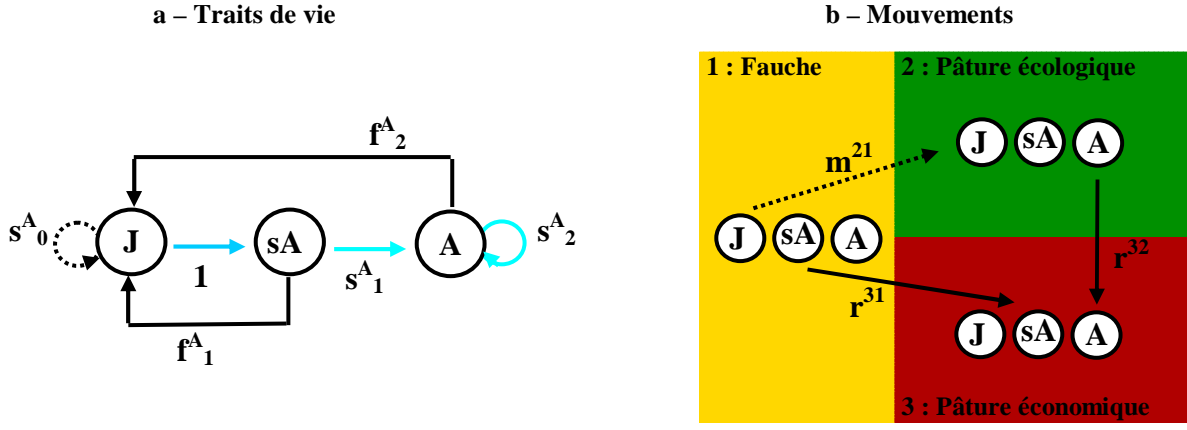 a – Traits de vie
b – Mouvements
1 : Fauche
2 : Pâture écologique
f^A_2
J sA A
m^21
s^A_0
J
sA
A
s^A_2
J sA A
1
s^A_1
r^32
r^31
f^A_1
J sA A
3 : Pâture économique